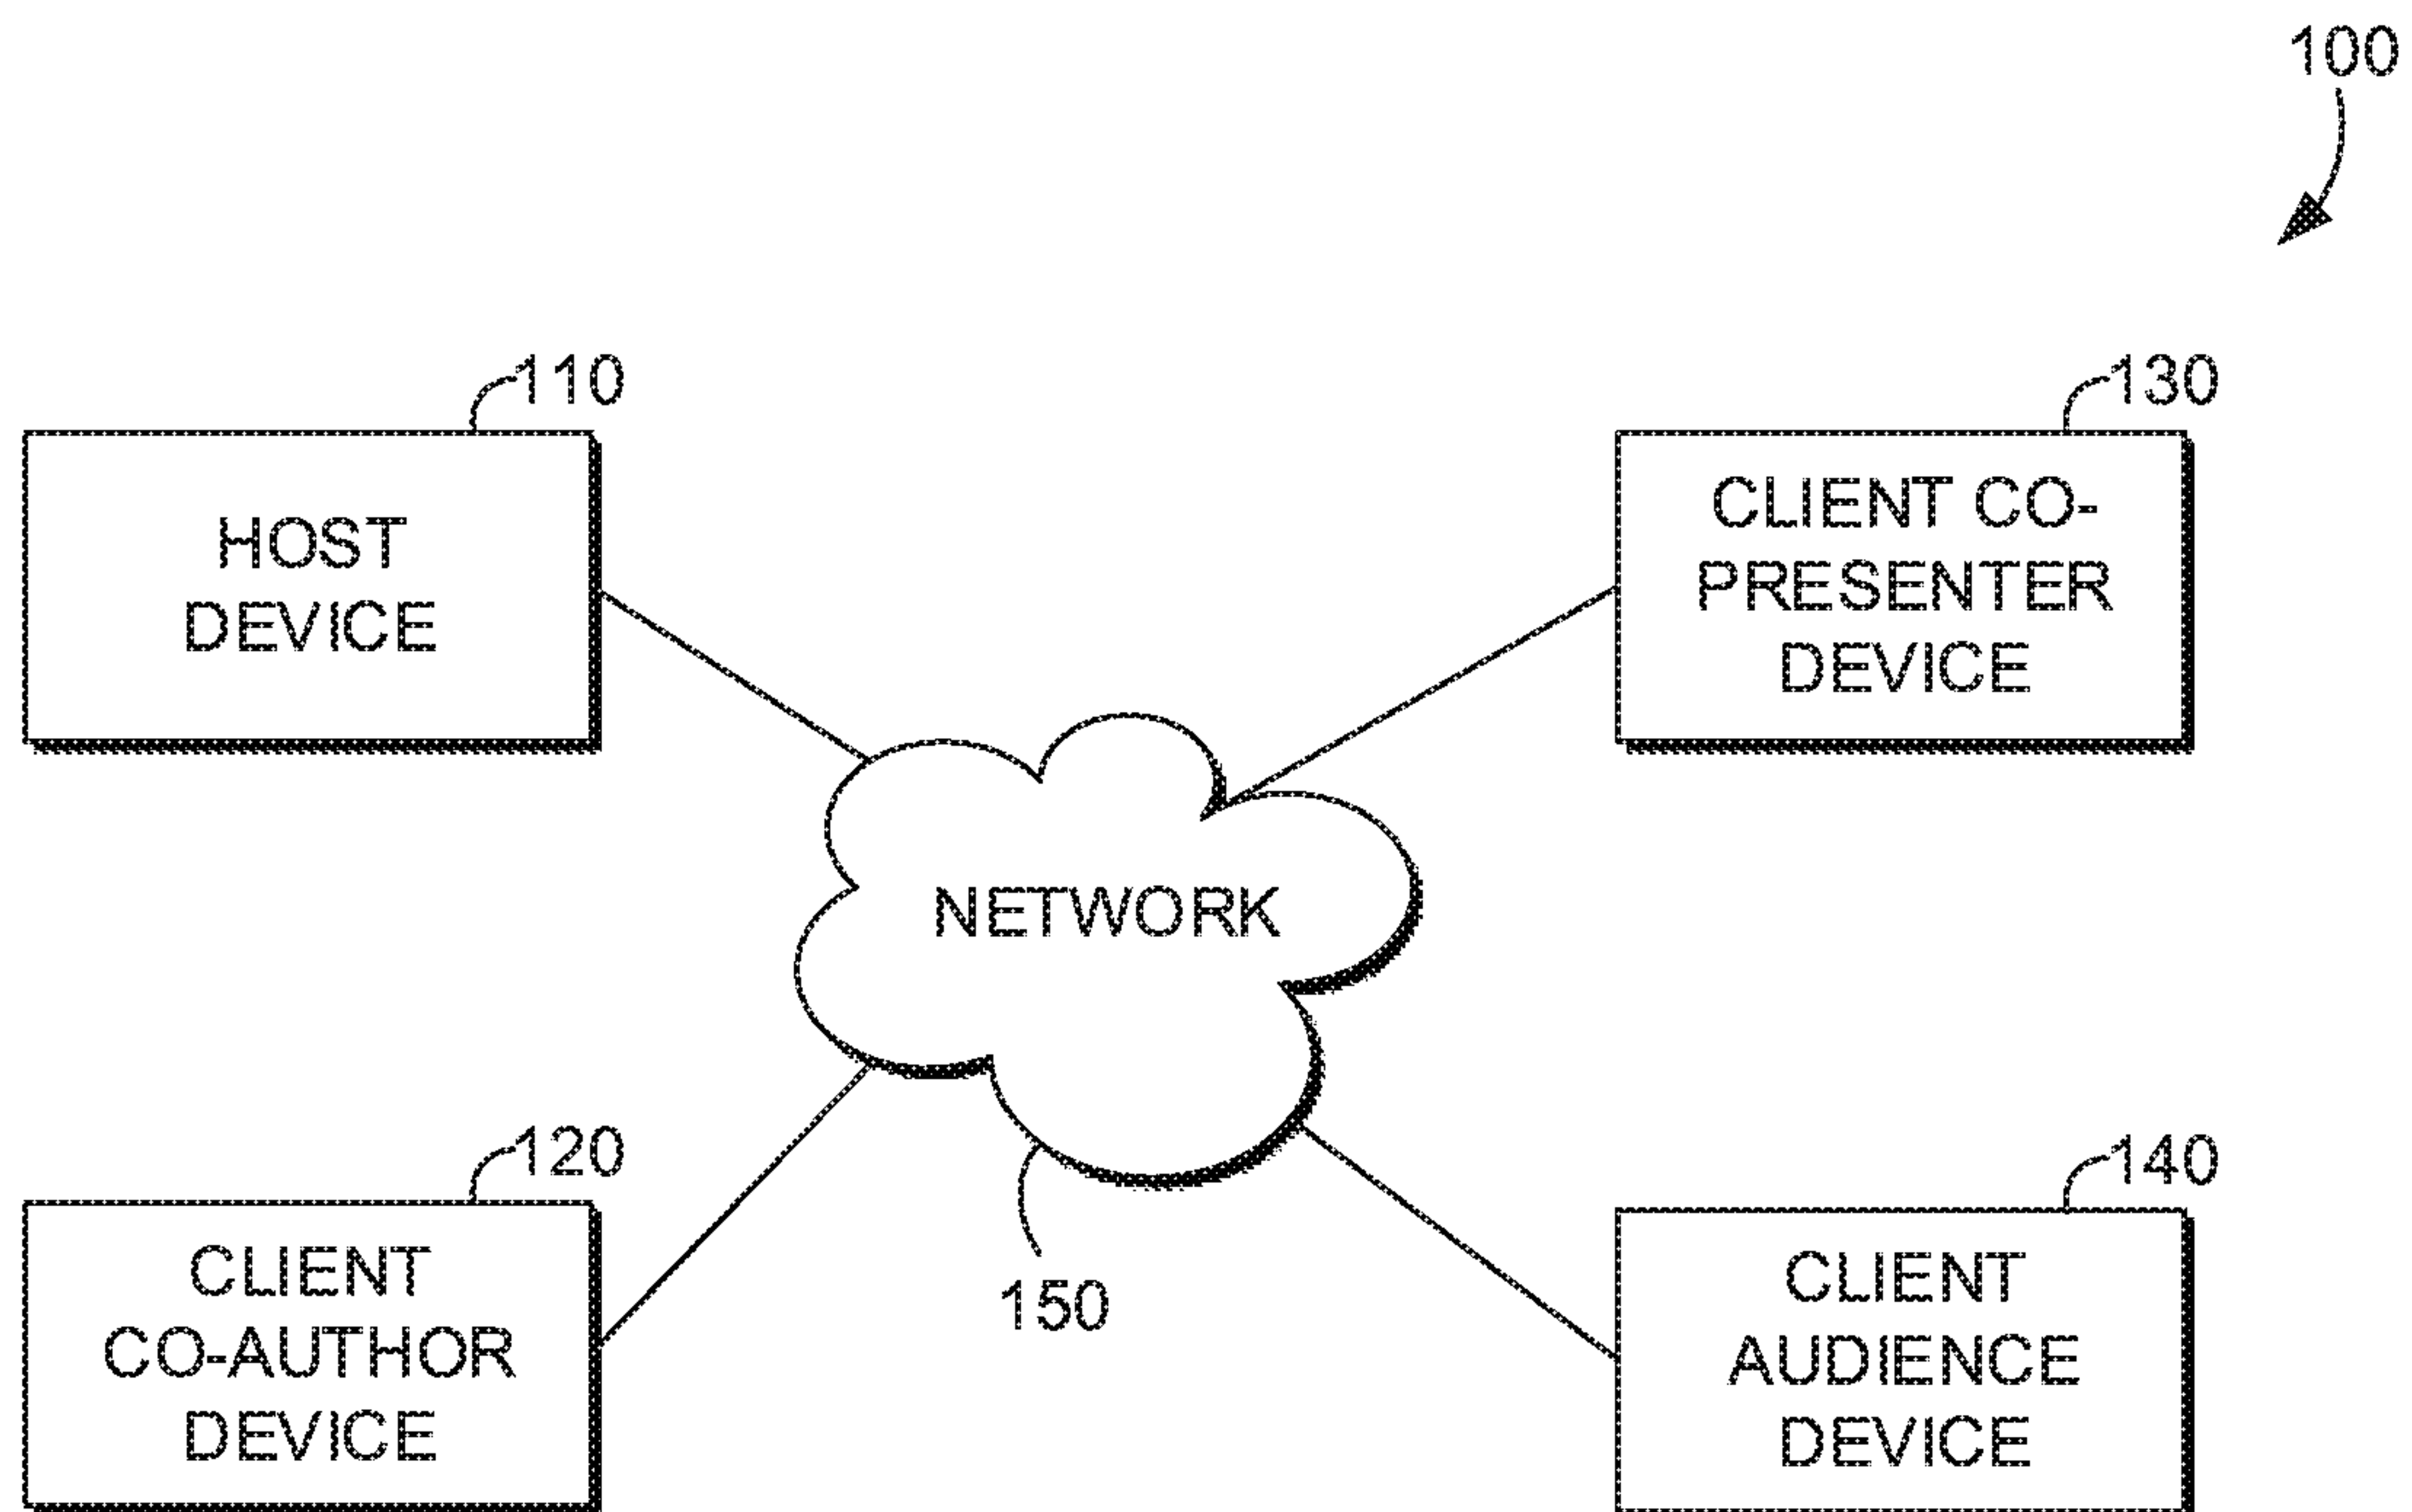 100
110
HOST
DEVICE
130
CLIENT CO-
PRESENTER
DEVICE
NETWORK
120
CLIENT
CO-AUTHOR
DEVICE
150
140
CLIENT
AUDIENCE
DEVICE